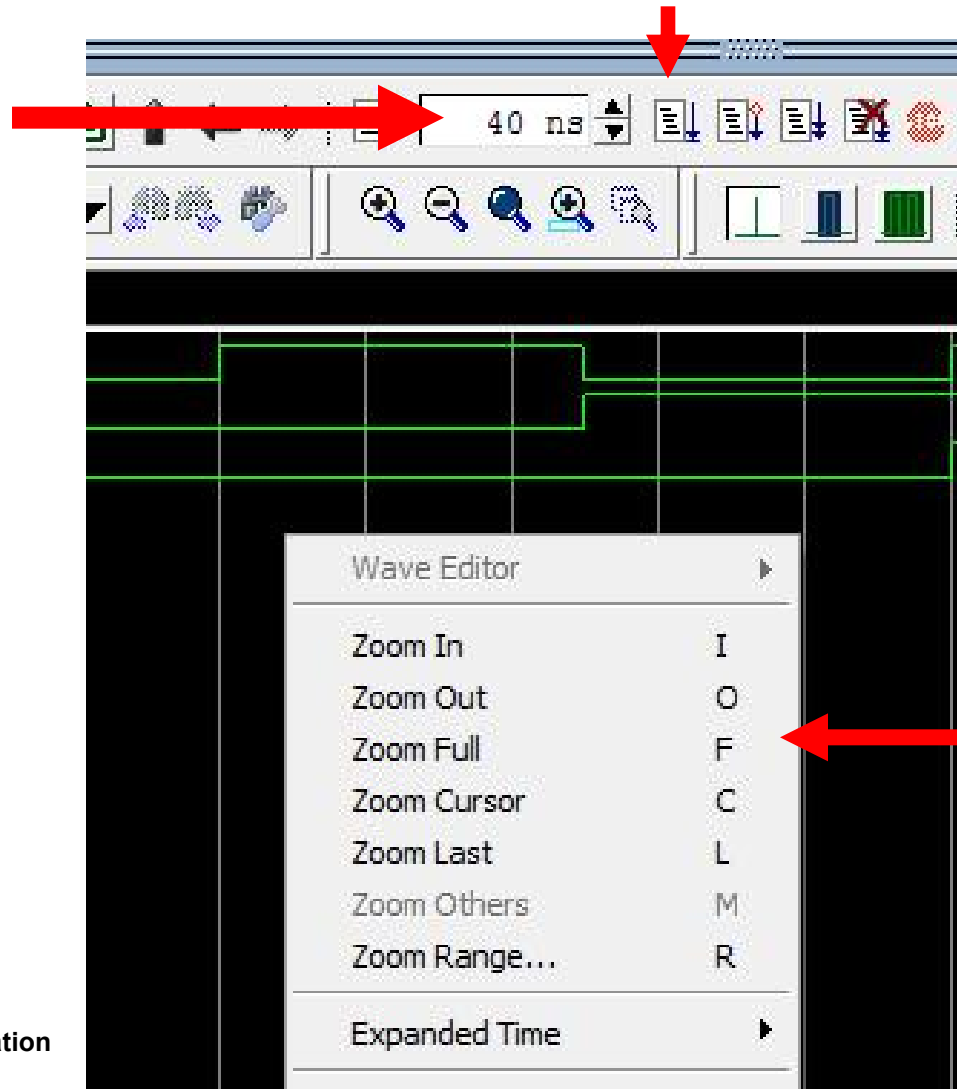 40 ns
Wave Editor
Zoom In I
Zoom Out O
Zoom Full F
Zoom Cursor C
Zoom Last L
Zoom Others M
Zoom Range... R
Expanded Time